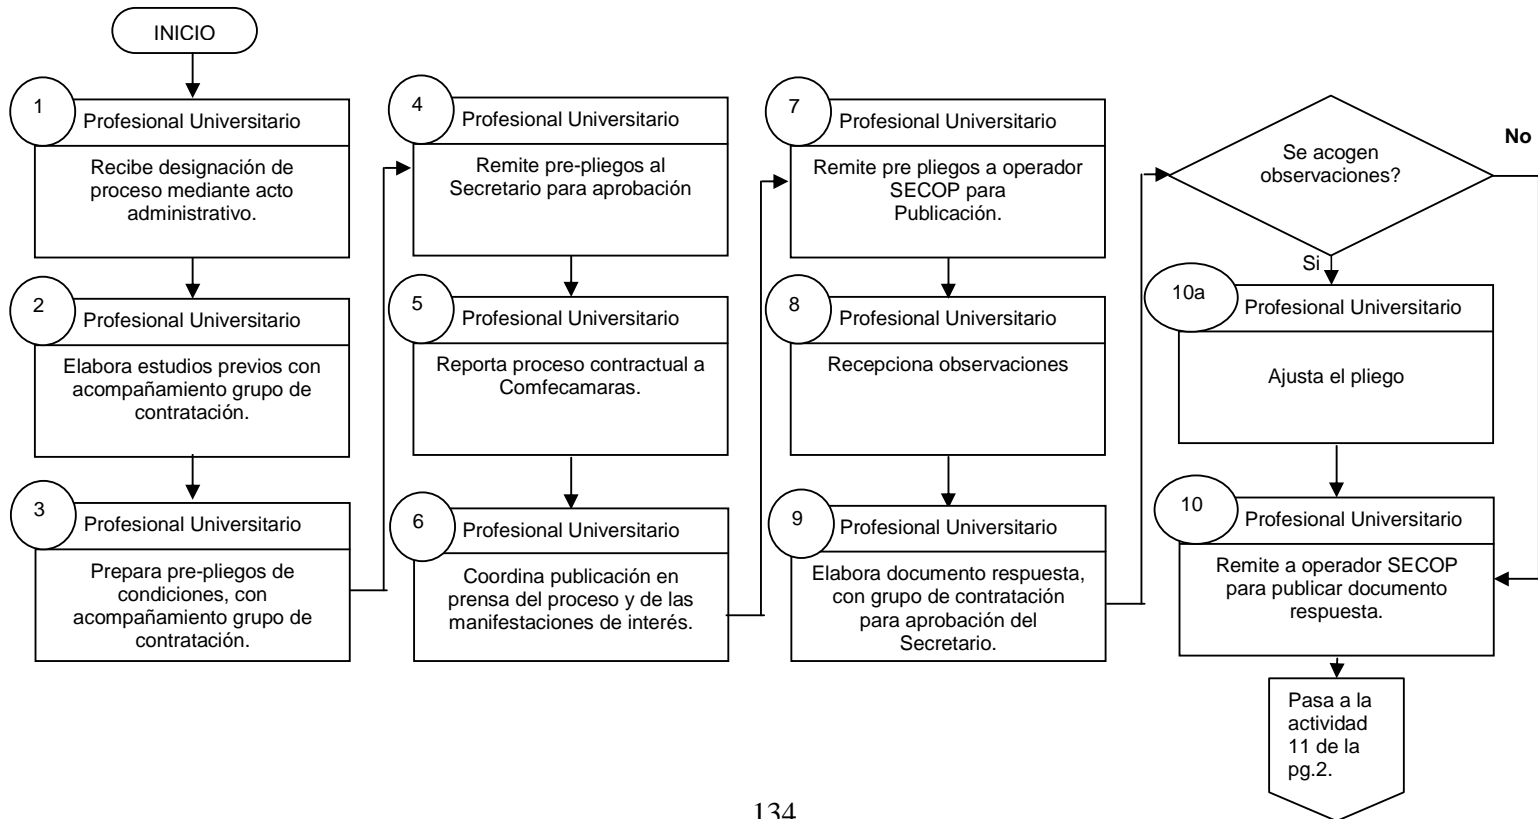 INICIO
1
Profesional Universitario
Recibe designación de
proceso mediante acto
administrativo.
2
Profesional Universitario
Elabora estudios previos con
acompañamiento grupo de
contratación.
3
Profesional Universitario
Prepara pre-pliegos de
condiciones, con
acompañamiento grupo de
contratación.
4
Profesional Universitario
Remite pre-pliegos al
Secretario para aprobación
5
Profesional Universitario
Reporta proceso contractual a
Comfecamaras.
6
Profesional Universitario
Coordina publicación en
prensa del proceso y de las
manifestaciones de interés.
7
Profesional Universitario
Remite pre pliegos a operador
SECOP para
Publicación.
8
Profesional Universitario
Recepciona observaciones
9
Profesional Universitario
Elabora documento respuesta,
con grupo de contratación
para aprobación del
Secretario.
Se acogen
observaciones?
No
Si
10a
Profesional Universitario
Ajusta el pliego
10
Profesional Universitario
Remite a operador SECOP
para publicar documento
respuesta.
Pasa a la
actividad
11 de la
pg.2.
134